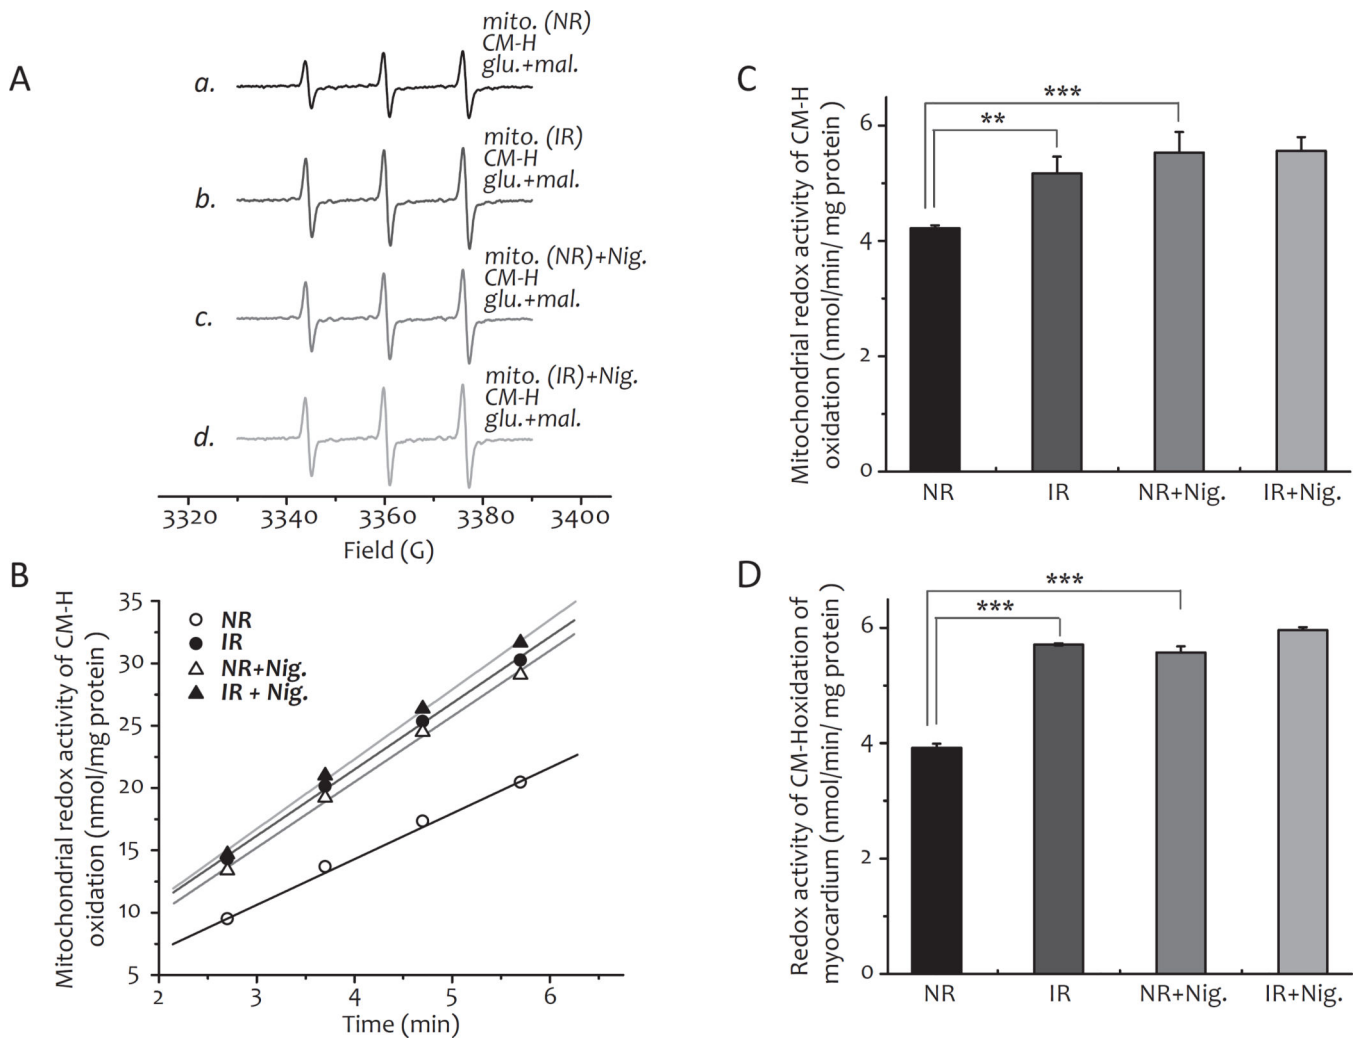 A
a.
mito. (NR)
CM-H
glu.+mal.
b.
mito. (IR)
CM-H
glu.+mal.
c.
mito. (NR)+Nig.
CM-H
glu.+mal.
d.
mito. (IR)+Nig.
CM-H
glu.+mal.
3320 3340 3360 3380 3400
Field (G)
B
Mitochondrial redox activity of CM-H
oxidation (nmol/mg protein)
35
30
25
20
15
10
5
NR
IR
NR+Nig.
IR + Nig.
2 3 4 5 6
Time (min)
C
Mitochondrial redox activity of CM-H
oxidation (nmol/min/ mg protein )
6
4
2
0
***
**
NR IR NR+Nig. IR+Nig.
D
Redox activity of CM-Hoxidation of
myocardium (nmol/min/ mg protein )
6
4
2
0
***
***
NR IR NR+Nig. IR+Nig.